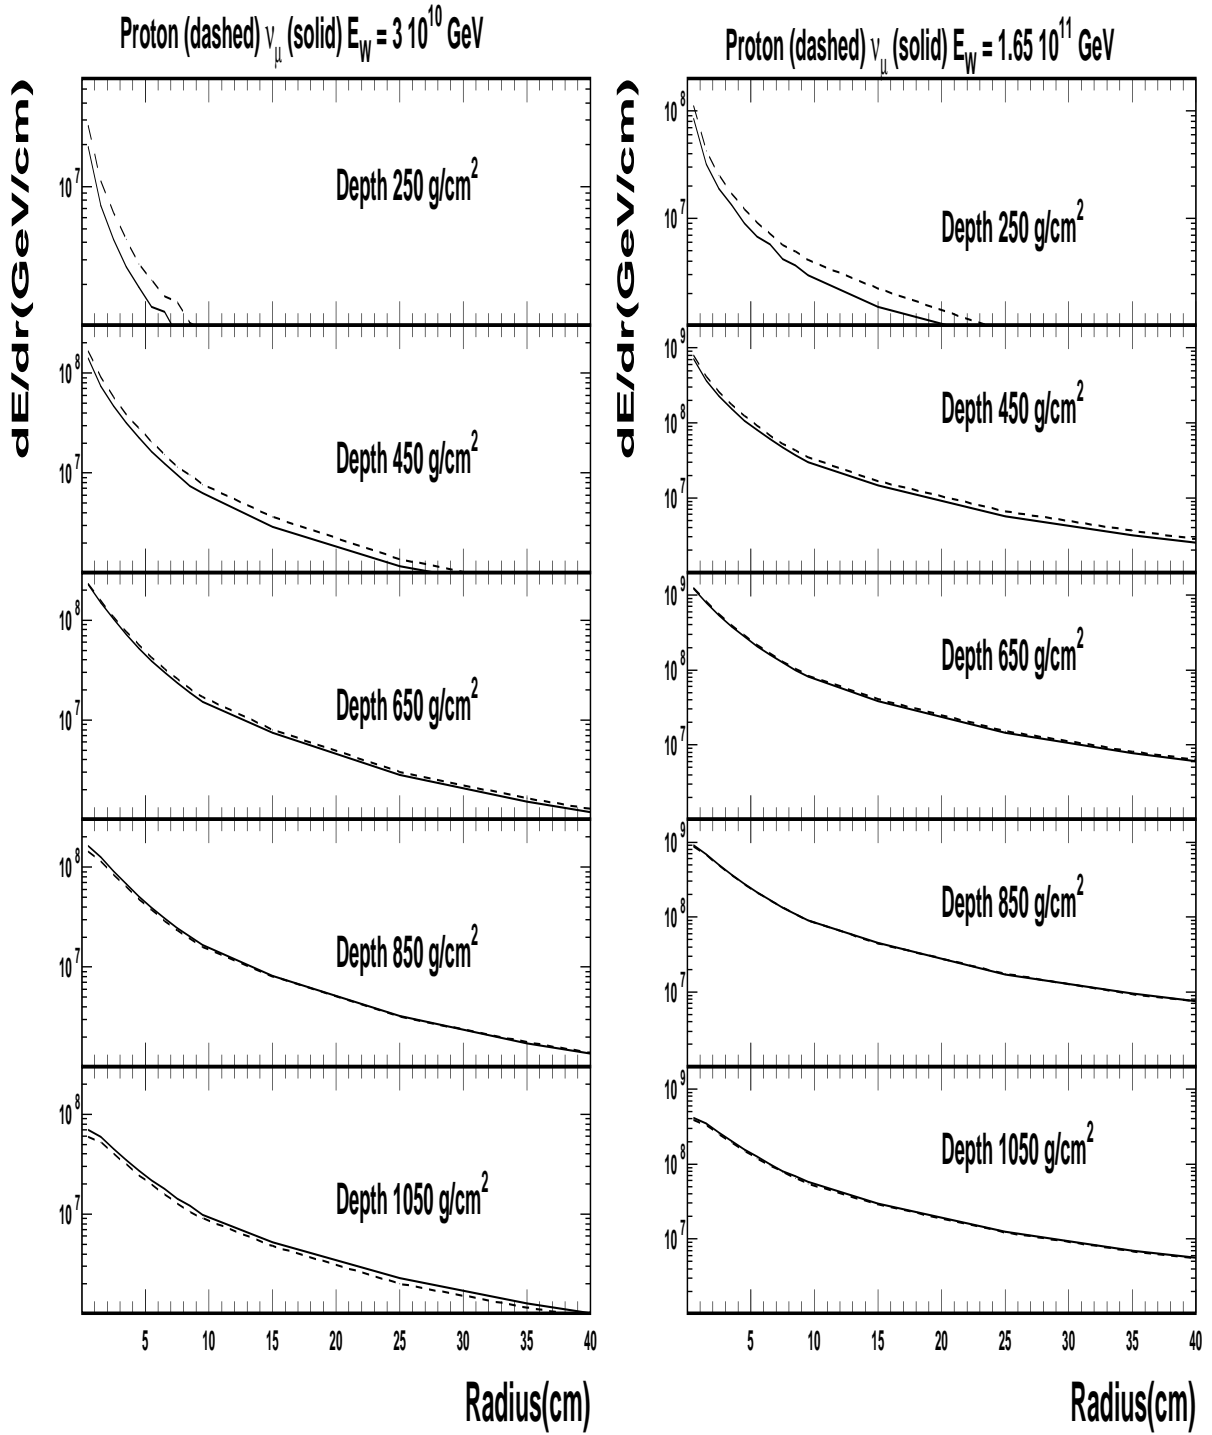 Proton (dashed) ν_μ (solid) E_W = 3 10^10 GeV
dE/dr(GeV/cm)
10^7
Depth 250 g/cm^2
10^8
10^7
Depth 450 g/cm^2
10^8
10^7
Depth 650 g/cm^2
10^8
10^7
Depth 850 g/cm^2
10^8
10^7
Depth 1050 g/cm^2
5 10 15 20 25 30 35 40
Radius(cm)
Proton (dashed) ν_μ (solid) E_W = 1.65 10^11 GeV
dE/dr(GeV/cm)
10^8
10^7
Depth 250 g/cm^2
10^9
10^8
10^7
Depth 450 g/cm^2
10^9
10^8
10^7
Depth 650 g/cm^2
10^9
10^8
10^7
Depth 850 g/cm^2
10^9
10^8
10^7
Depth 1050 g/cm^2
5 10 15 20 25 30 35 40
Radius(cm)